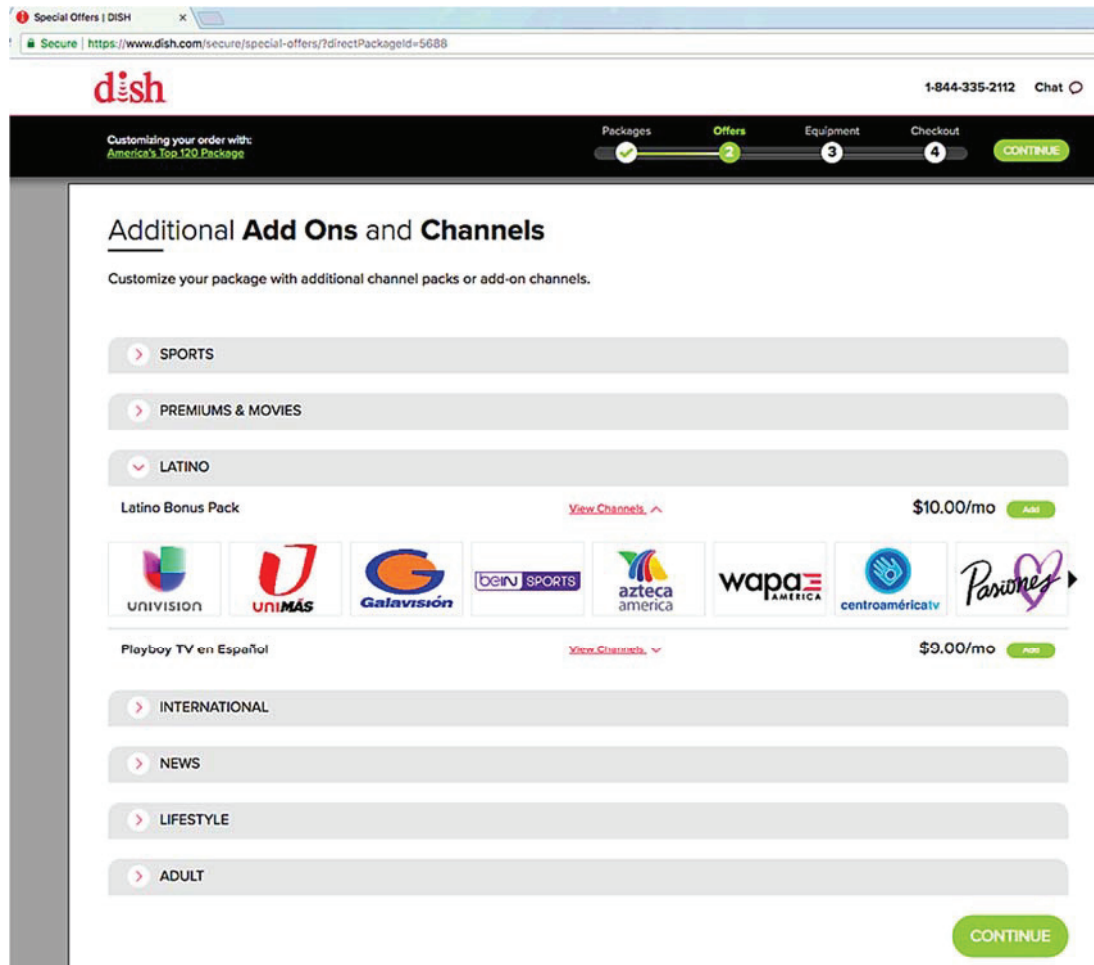 Special Offers | DISH
Secure | https://www.dish.com/secure/special-offers/?directPackageId=5688
dish
1-844-335-2112 Chat
Customizing your order with:
America's Top 120 Package
Packages Offers Equipment Checkout
2 3 4
CONTINUE
Additional Add Ons and Channels
Customize your package with additional channel packs or add-on channels.
SPORTS
PREMIUMS & MOVIES
LATINO
Latino Bonus Pack View Channels $10.00/mo Add
UNIVISION
UNIMÁS
Galavisión
beIN SPORTS
azteca
america
wapa
AMERICA
centroaméricatv
Pasiones
Playboy TV en Español View Channels $9.00/mo Add
INTERNATIONAL
NEWS
LIFESTYLE
ADULT
CONTINUE